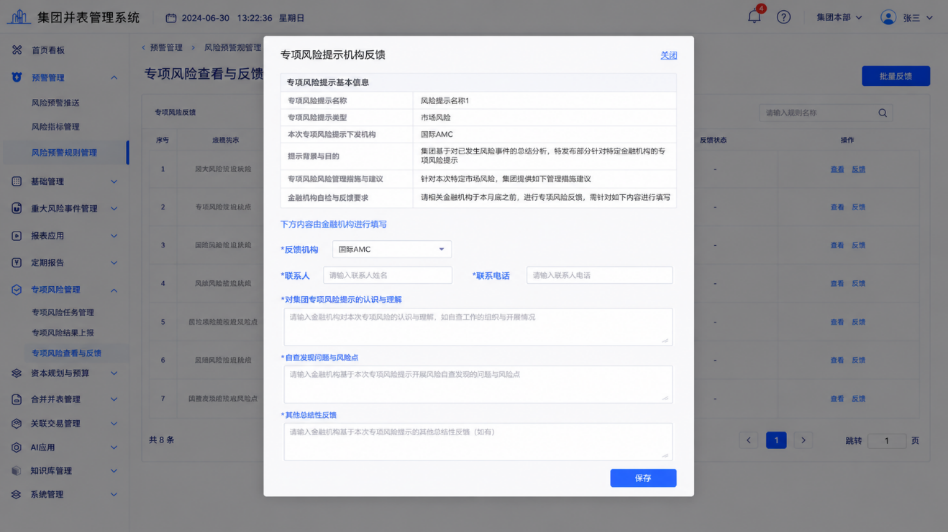 集团并表管理系统
2024-06-30 13:22:36 星期日
4
集团本部
张三
首页看板
预警管理
风险预警推送
风险指标管理
风险预警规则管理
基础管理
重大风险事件管理
报表应用
定期报告
专项风险管理
专项风险任务管理
专项风险结果上报
专项风险查看与反馈
资本规划与预算
合并并表管理
关联交易管理
AI应用
知识库管理
系统管理
预警管理 风险预警规管理
专项风险查看与反馈
批量反馈
专项风险反馈
请输入规则名称
序号
反馈状态
操作
1
- 查看 反馈
2
- 查看 反馈
3
- 查看 反馈
4
- 查看 反馈
5
- 查看 反馈
6
- 查看 反馈
7
- 查看 反馈
共 8 条
1
跳转 1 页
专项风险提示机构反馈
关闭
专项风险提示基本信息
专项风险提示名称 风险提示名称1
专项风险提示类型 市场风险
本次专项风险提示下发机构 国际AMC
提示背景与目的 集团基于对已发生风险事件的总结分析，特发布部分针对特定金融机构的专
项风险提示
专项风险风险管理措施与建议 针对本次特定市场风险，集团提供如下管理措施建议
金融机构自检与反馈要求 请相关金融机构于本月底之前，进行专项风险反馈，需针对如下内容进行填写
下方内容由金融机构进行填写
*反馈机构 国际AMC
*联系人 请输入联系人姓名
*联系电话 请输入联系人电话
*对集团专项风险提示的认识与理解
请输入金融机构对本次专项风险的认识与理解、如自查工作的组织与开展情况
*自查发现问题与风险点
请输入金融机构基于本次专项风险提示开展风险自查发现的问题与风险点
*其他总结性反馈
请输入金融机构基于本次专项风险提示的其他总结性反馈（如有）
保存